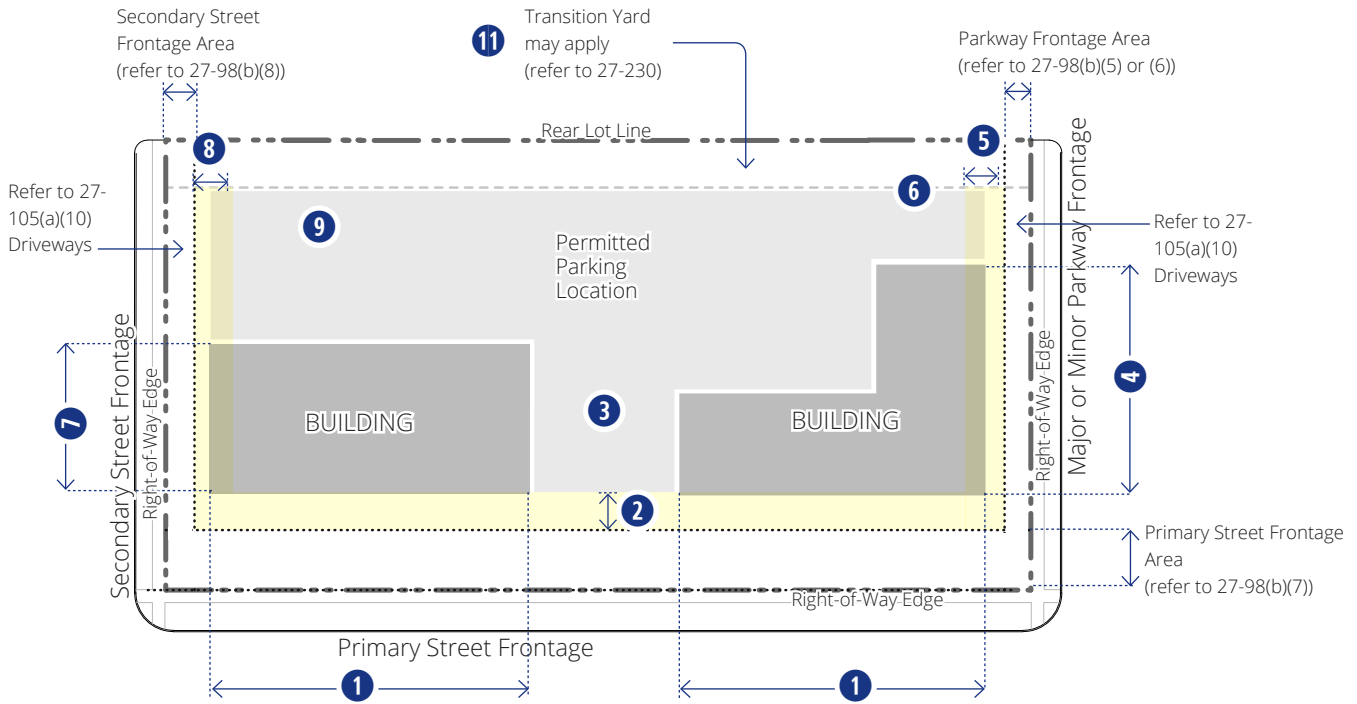 Secondary Street
Frontage Area
(refer to 27-98(b)(8))
11
Transition Yard
may apply
(refer to 27-230)
Parkway Frontage Area
(refer to 27-98(b)(5) or (6))
Rear Lot Line
8
5
6
Refer to 27-
105(a)(10)
Driveways
9
Permitted
Parking
Location
Refer to 27-
105(a)(10)
Driveways
Secondary Street Frontage
Right-of-Way Edge
7
BUILDING
3
BUILDING
4
Right-of-Way Edge
Major or Minor Parkway Frontage
2
Primary Street Frontage
Area
(refer to 27-98(b)(7))
Right-of-Way Edge
Primary Street Frontage
1
1